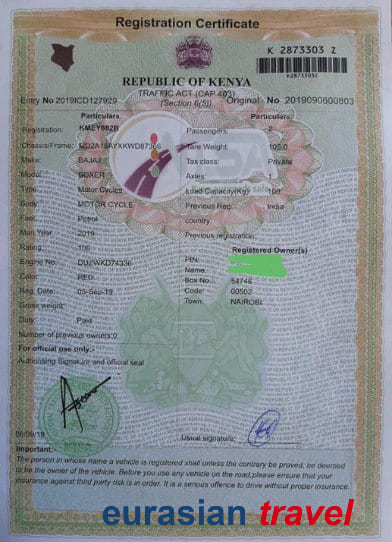 Registration Certificate
K 2873303 Z
K2873303Z
REPUBLIC OF KENYA
TRAFFIC ACT (CAP 403)
(Section 6(5))
Entry No 2019ICD127929
Original No. 2019090600803
Particulars
Particulars:
Registration: KMEY682B
Passengers: 2
Chassis/Frame: MD2A18AYXKWD87366
Tare Weight: 105.0
Make: BAJAJ
Tax class: Private
Model: BOXER
Axles: 1
Type: Motor Cycles
Load Capacity(Kg) 100
Body: MOTOR CYCLE
Previous Reg. India
Fuel: Petrol
country:
Man Year: 2019
Previous registration:
Rating: 100
Registered Owner(s)
Engine No: DUZWKD74336
PIN:
Color: RED
Name
Reg. Date: 05-Sep-19
Box No 54746
Gross weight:
Code: 00502
Town: NAIROBI
Duty: Paid
Number of previous owners:0
For official use only:-
Authorising Signature and official seal
06/09/19
Usual signature:
Important:-
The person in whose name a vehicle is registered shall unless the contrary be proved, be deemed
to be the owner of the vehicle. Before you use any vehicle on the road,please ensure that your
insurance against third party risk is in order. It is a serious offence to drive without proper insurance.
eurasian travel